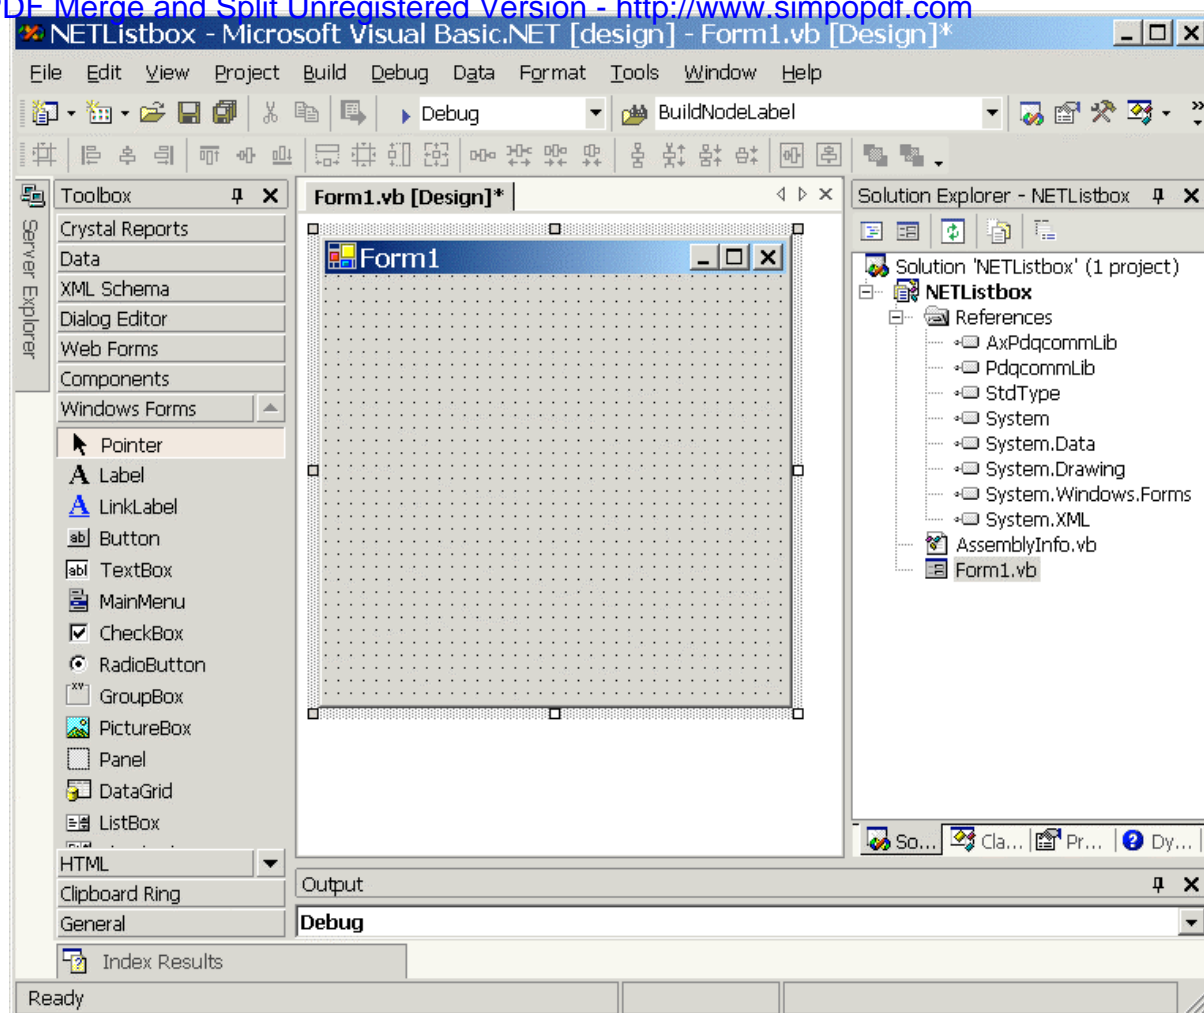 PDF Merge and Split Unregistered Version - http://www.simpopdf.com
NETListbox - Microsoft Visual Basic.NET [design] - Form1.vb [Design]*
File Edit View Project Build Debug Data Format Tools Window Help
Debug BuildNodeLabel
Server Explorer
Toolbox
Crystal Reports
Data
XML Schema
Dialog Editor
Web Forms
Components
Windows Forms
Pointer
Label
LinkLabel
Button
TextBox
MainMenu
CheckBox
RadioButton
GroupBox
PictureBox
Panel
DataGrid
ListBox
HTML
Clipboard Ring
General
Form1.vb [Design]*
Form1
Solution Explorer - NETListbox
Solution 'NETListbox' (1 project)
NETListbox
References
AxPdqcommLib
PdqcommLib
StdType
System
System.Data
System.Drawing
System.Windows.Forms
System.XML
AssemblyInfo.vb
Form1.vb
So... Cla... Pr... Dy...
Output
Debug
Index Results
Ready